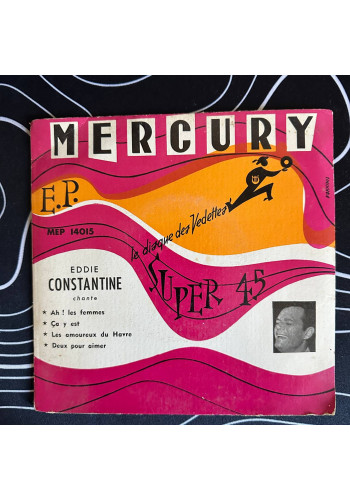 MERCURY
E.P.
MEP 14015
le disque des Vedettes
SUPER 45
EDDIE
CONSTANTINE
chante
★ Ah ! les femmes
★ Ça y est
★ Les amoureux du Havre
★ Deux pour aimer